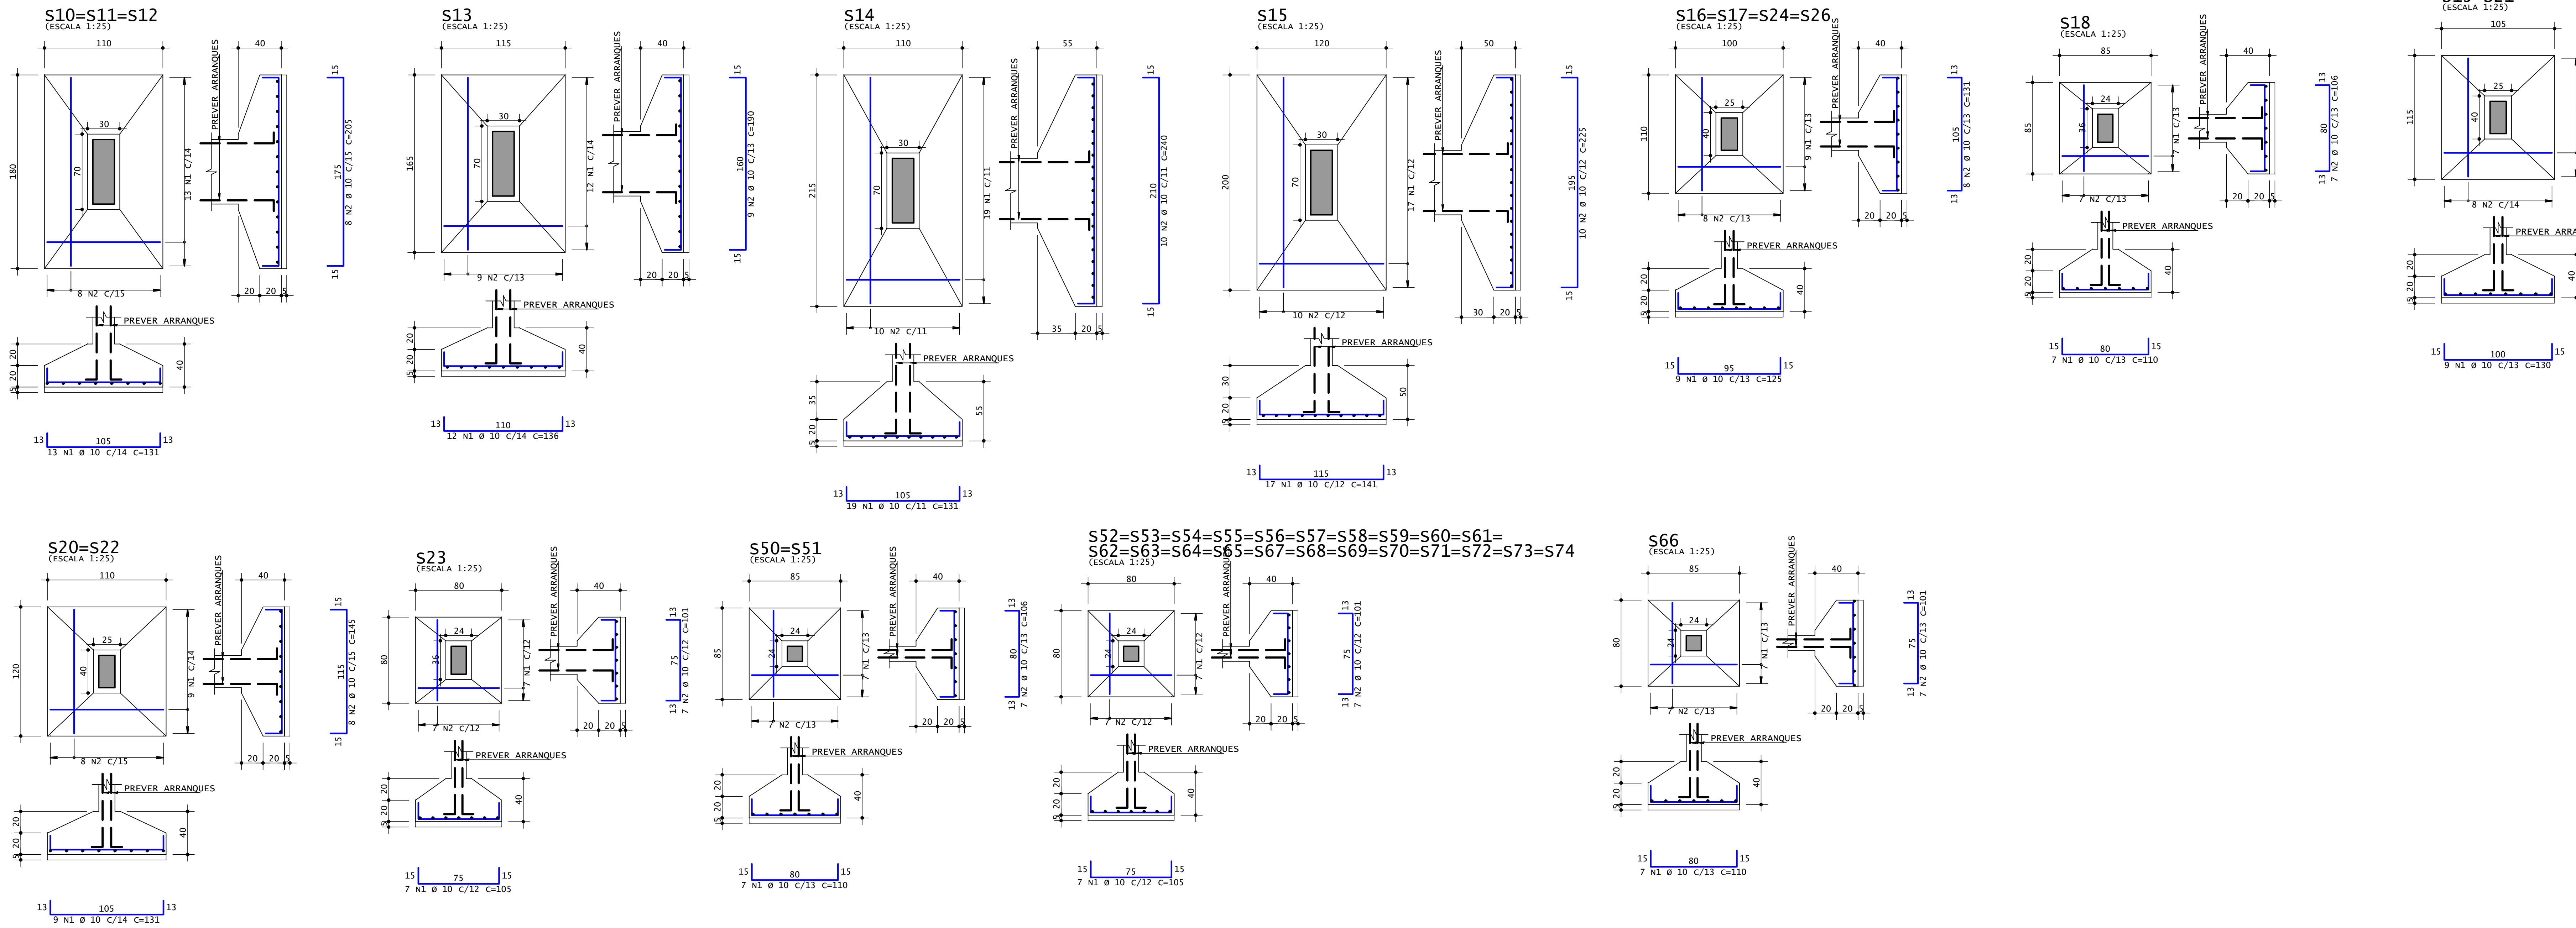 S10=S11=S12
(ESCALA 1:25)
110
40
PREVER ARRANQUES
180
30
70
13 N1 C/14
8 N2 C/15
20 20 5
15
175
8 N2 Ø 10 C/15 C=205
15
PREVER ARRANQUES
20
20
5
40
13 105 13
13 N1 Ø 10 C/14 C=131
S13
(ESCALA 1:25)
115
40
PREVER ARRANQUES
165
30
70
12 N1 C/14
9 N2 C/13
20 20 5
15
160
9 N2 Ø 10 C/13 C=190
15
PREVER ARRANQUES
20
20
5
40
13 110 13
12 N1 Ø 10 C/14 C=136
S14
(ESCALA 1:25)
110
55
PREVER ARRANQUES
215
30
70
19 N1 C/11
10 N2 C/11
35 20 5
15
210
10 N2 Ø 10 C/11 C=240
15
PREVER ARRANQUES
35
20
5
55
13 105 13
19 N1 Ø 10 C/11 C=131
S15
(ESCALA 1:25)
120
50
PREVER ARRANQUES
200
30
70
17 N1 C/12
10 N2 C/12
30 20 5
15
195
10 N2 Ø 10 C/12 C=225
15
PREVER ARRANQUES
30
20
5
50
13 115 13
17 N1 Ø 10 C/12 C=141
S16=S17=S24=S26
(ESCALA 1:25)
100
40
PREVER ARRANQUES
110
25
40
9 N1 C/13
8 N2 C/13
20 20 5
13
105
8 N2 Ø 10 C/13 C=131
13
PREVER ARRANQUES
20
20
5
40
15 95 15
9 N1 Ø 10 C/13 C=125
S18
(ESCALA 1:25)
85
40
PREVER ARRANQUES
85
24
36
7 N1 C/13
7 N2 C/13
20 20 5
13
80
7 N2 Ø 10 C/13 C=106
13
PREVER ARRANQUES
20
20
5
40
15 80 15
7 N1 Ø 10 C/13 C=110
(ESCALA 1:25)
105
115
25
40
8 N2 C/14
20
20
5
40
15 100 15
9 N1 Ø 10 C/13 C=130
S20=S22
(ESCALA 1:25)
110
40
PREVER ARRANQUES
120
25
40
9 N1 C/14
8 N2 C/15
20 20 5
15
115
8 N2 Ø 10 C/15 C=145
15
PREVER ARRANQUES
20
20
5
40
13 105 13
9 N1 Ø 10 C/14 C=131
S23
(ESCALA 1:25)
80
40
PREVER ARRANQUES
80
24
36
7 N1 C/12
7 N2 C/12
20 20 5
13
75
7 N2 Ø 10 C/12 C=101
13
PREVER ARRANQUES
20
20
5
40
15 75 15
7 N1 Ø 10 C/12 C=105
S50=S51
(ESCALA 1:25)
85
40
PREVER ARRANQUES
85
24
24
7 N1 C/13
7 N2 C/13
20 20 5
13
80
7 N2 Ø 10 C/13 C=106
13
PREVER ARRANQUES
20
20
5
40
15 80 15
7 N1 Ø 10 C/13 C=110
S52=S53=S54=S55=S56=S57=S58=S59=S60=S61=
S62=S63=S64=S65=S67=S68=S69=S70=S71=S72=S73=S74
(ESCALA 1:25)
80
40
PREVER ARRANQUES
80
24
24
7 N1 C/12
7 N2 C/12
20 20 5
13
75
7 N2 Ø 10 C/12 C=101
13
PREVER ARRANQUES
20
20
5
40
15 75 15
7 N1 Ø 10 C/12 C=105
S66
(ESCALA 1:25)
85
40
PREVER ARRANQUES
80
24
24
7 N1 C/13
7 N2 C/13
20 20 5
13
75
7 N2 Ø 10 C/13 C=101
13
PREVER ARRANQUES
20
20
5
40
15 80 15
7 N1 Ø 10 C/13 C=110